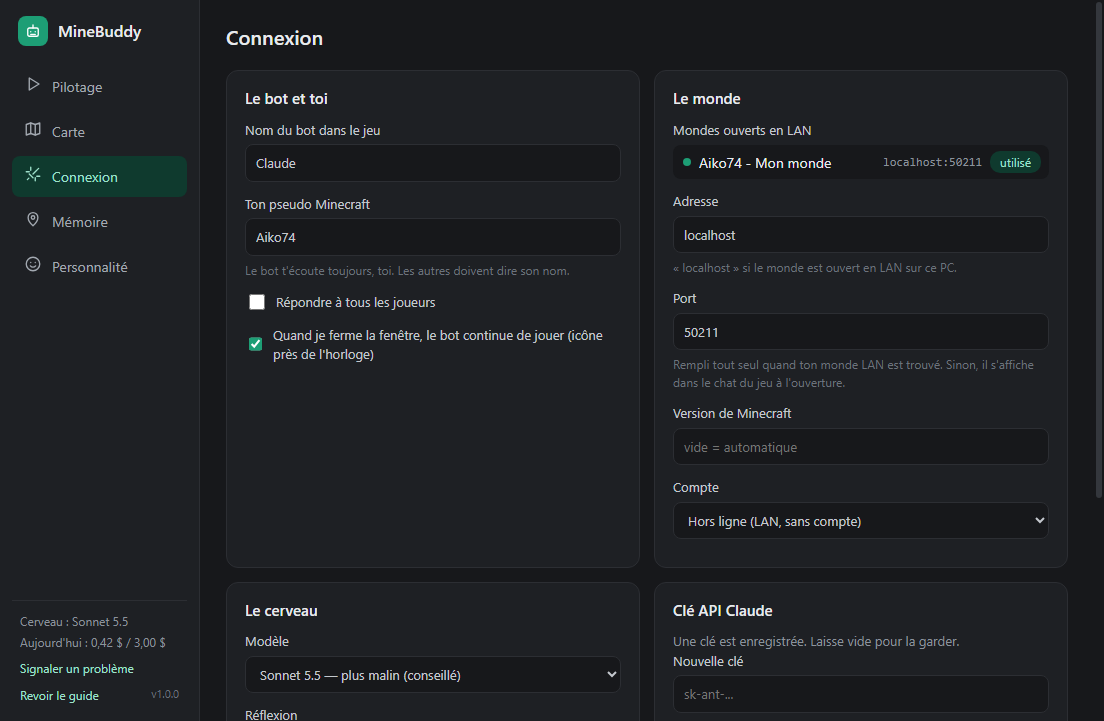 MineBuddy
Pilotage
Carte
Connexion
Mémoire
Personnalité
Cerveau : Sonnet 5.5
Aujourd'hui : 0,42 $ / 3,00 $
Signaler un problème
Revoir le guide
v1.0.0
Connexion
Le bot et toi
Nom du bot dans le jeu
Claude
Ton pseudo Minecraft
Aiko74
Le bot t'écoute toujours, toi. Les autres doivent dire son nom.
Répondre à tous les joueurs
Quand je ferme la fenêtre, le bot continue de jouer (icône
près de l'horloge)
Le monde
Mondes ouverts en LAN
Aiko74 - Mon monde
localhost:50211
utilisé
Adresse
localhost
« localhost » si le monde est ouvert en LAN sur ce PC.
Port
50211
Rempli tout seul quand ton monde LAN est trouvé. Sinon, il s'affiche
dans le chat du jeu à l'ouverture.
Version de Minecraft
vide = automatique
Compte
Hors ligne (LAN, sans compte)
Le cerveau
Modèle
Sonnet 5.5 — plus malin (conseillé)
Réflexion
Clé API Claude
Une clé est enregistrée. Laisse vide pour la garder.
Nouvelle clé
sk-ant-...